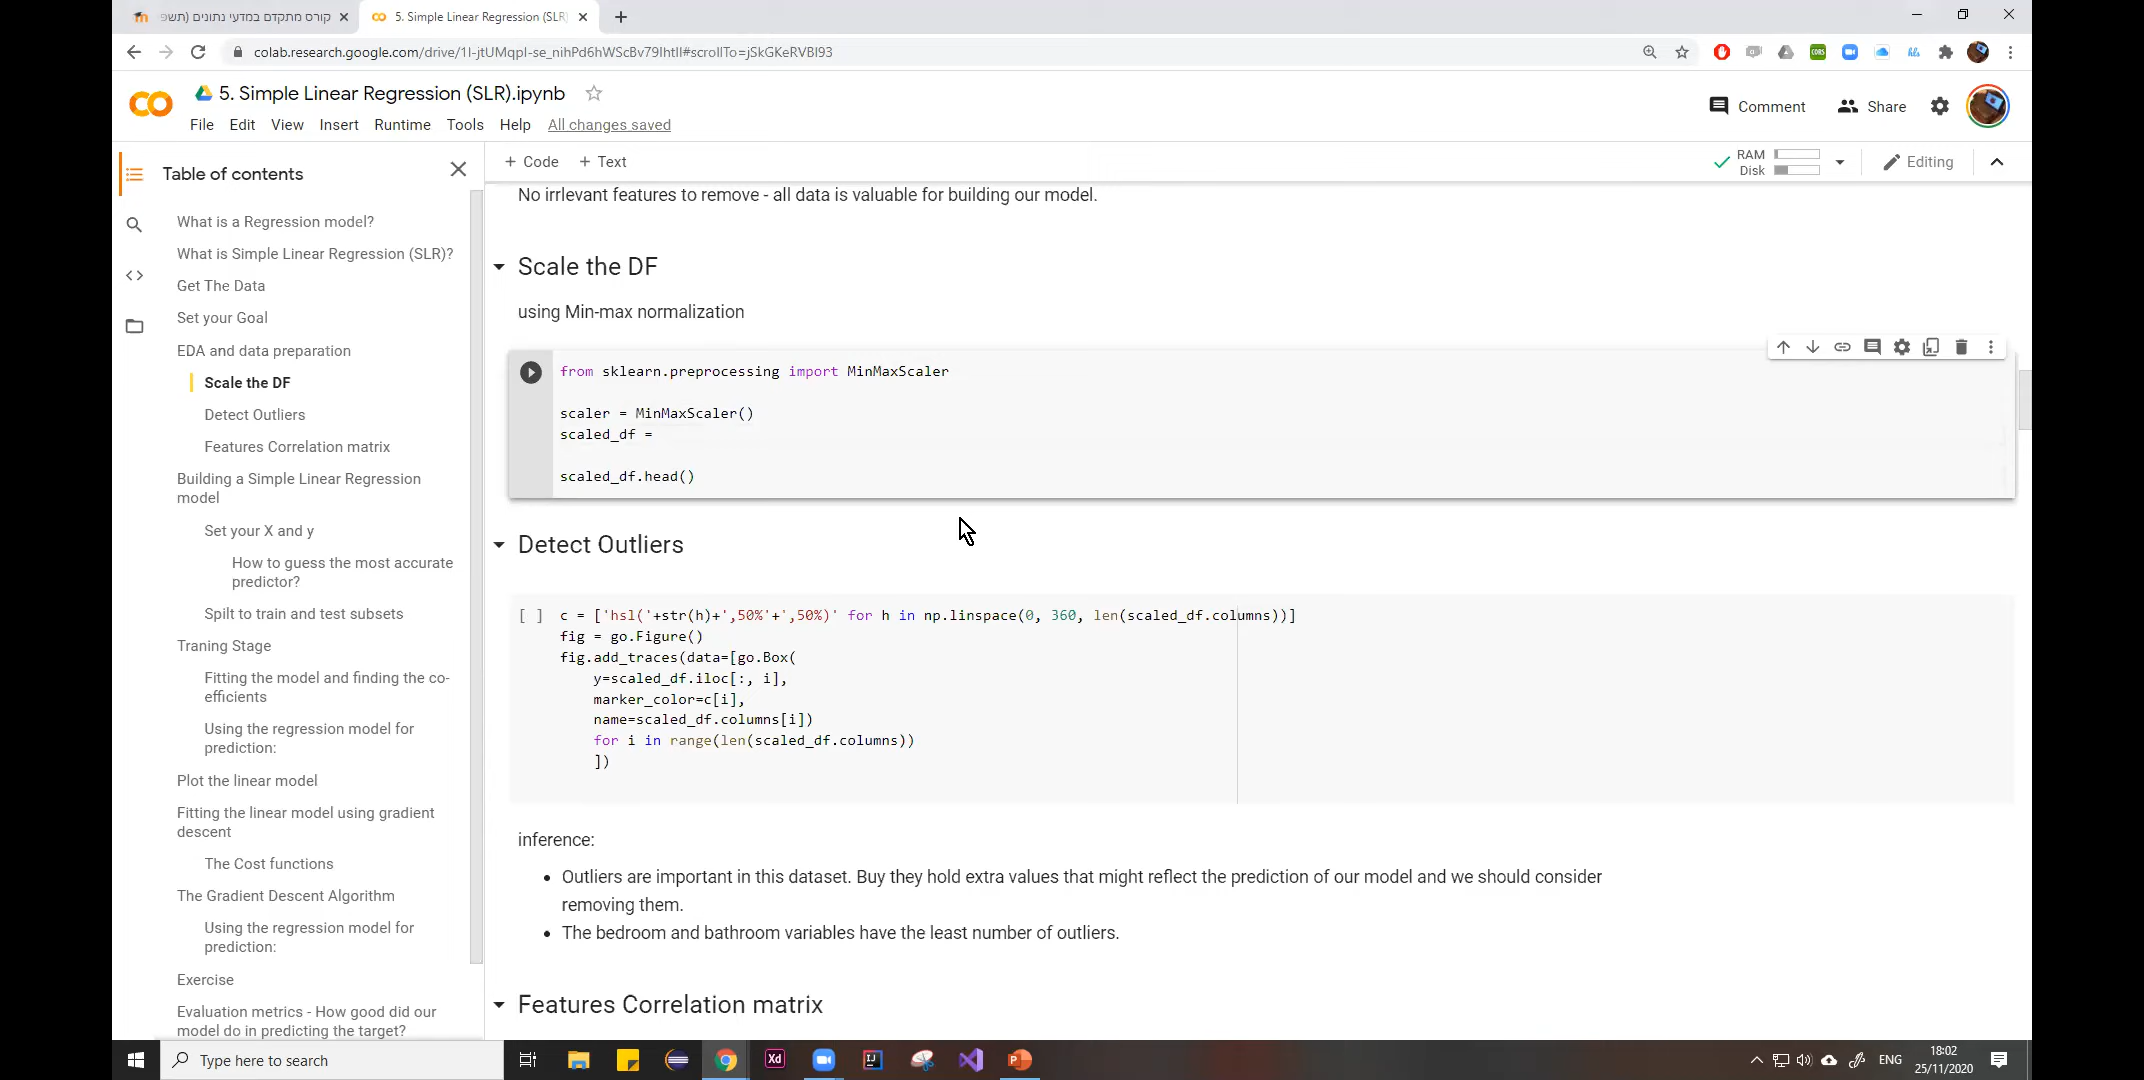 קורס מתקדם במדעי נתונים (תשפ
5. Simple Linear Regression (SLR)
colab.research.google.com/drive/1I-jtUMqpI-se_nihPd6hWScBv79IhtII#scrollTo=jSkGKeRVBI93
5. Simple Linear Regression (SLR).ipynb
Comment
Share
File
Edit
View
Insert
Runtime
Tools
Help
All changes saved
Table of contents
What is a Regression model?
What is Simple Linear Regression (SLR)?
Get The Data
Set your Goal
EDA and data preparation
Scale the DF
Detect Outliers
Features Correlation matrix
Building a Simple Linear Regression
model
Set your X and y
How to guess the most accurate
predictor?
Spilt to train and test subsets
Traning Stage
Fitting the model and finding the co-
efficients
Using the regression model for
prediction:
Plot the linear model
Fitting the linear model using gradient
descent
The Cost functions
The Gradient Descent Algorithm
Using the regression model for
prediction:
Exercise
Evaluation metrics - How good did our
model do in predicting the target?
+ Code
+ Text
RAM
Disk
Editing
No irrlevant features to remove - all data is valuable for building our model.
Scale the DF
using Min-max normalization
from sklearn.preprocessing import MinMaxScaler
scaler = MinMaxScaler()
scaled_df =
scaled_df.head()
Detect Outliers
[ ] c = ['hsl('+str(h)+',50%'+',50%)' for h in np.linspace(0, 360, len(scaled_df.columns))]
fig = go.Figure()
fig.add_traces(data=[go.Box(
y=scaled_df.iloc[:, i],
marker_color=c[i],
name=scaled_df.columns[i])
for i in range(len(scaled_df.columns))
])
inference:
• Outliers are important in this dataset. Buy they hold extra values that might reflect the prediction of our model and we should consider
removing them.
• The bedroom and bathroom variables have the least number of outliers.
Features Correlation matrix
Type here to search
Xd
IJ
P
ENG
18:02
25/11/2020